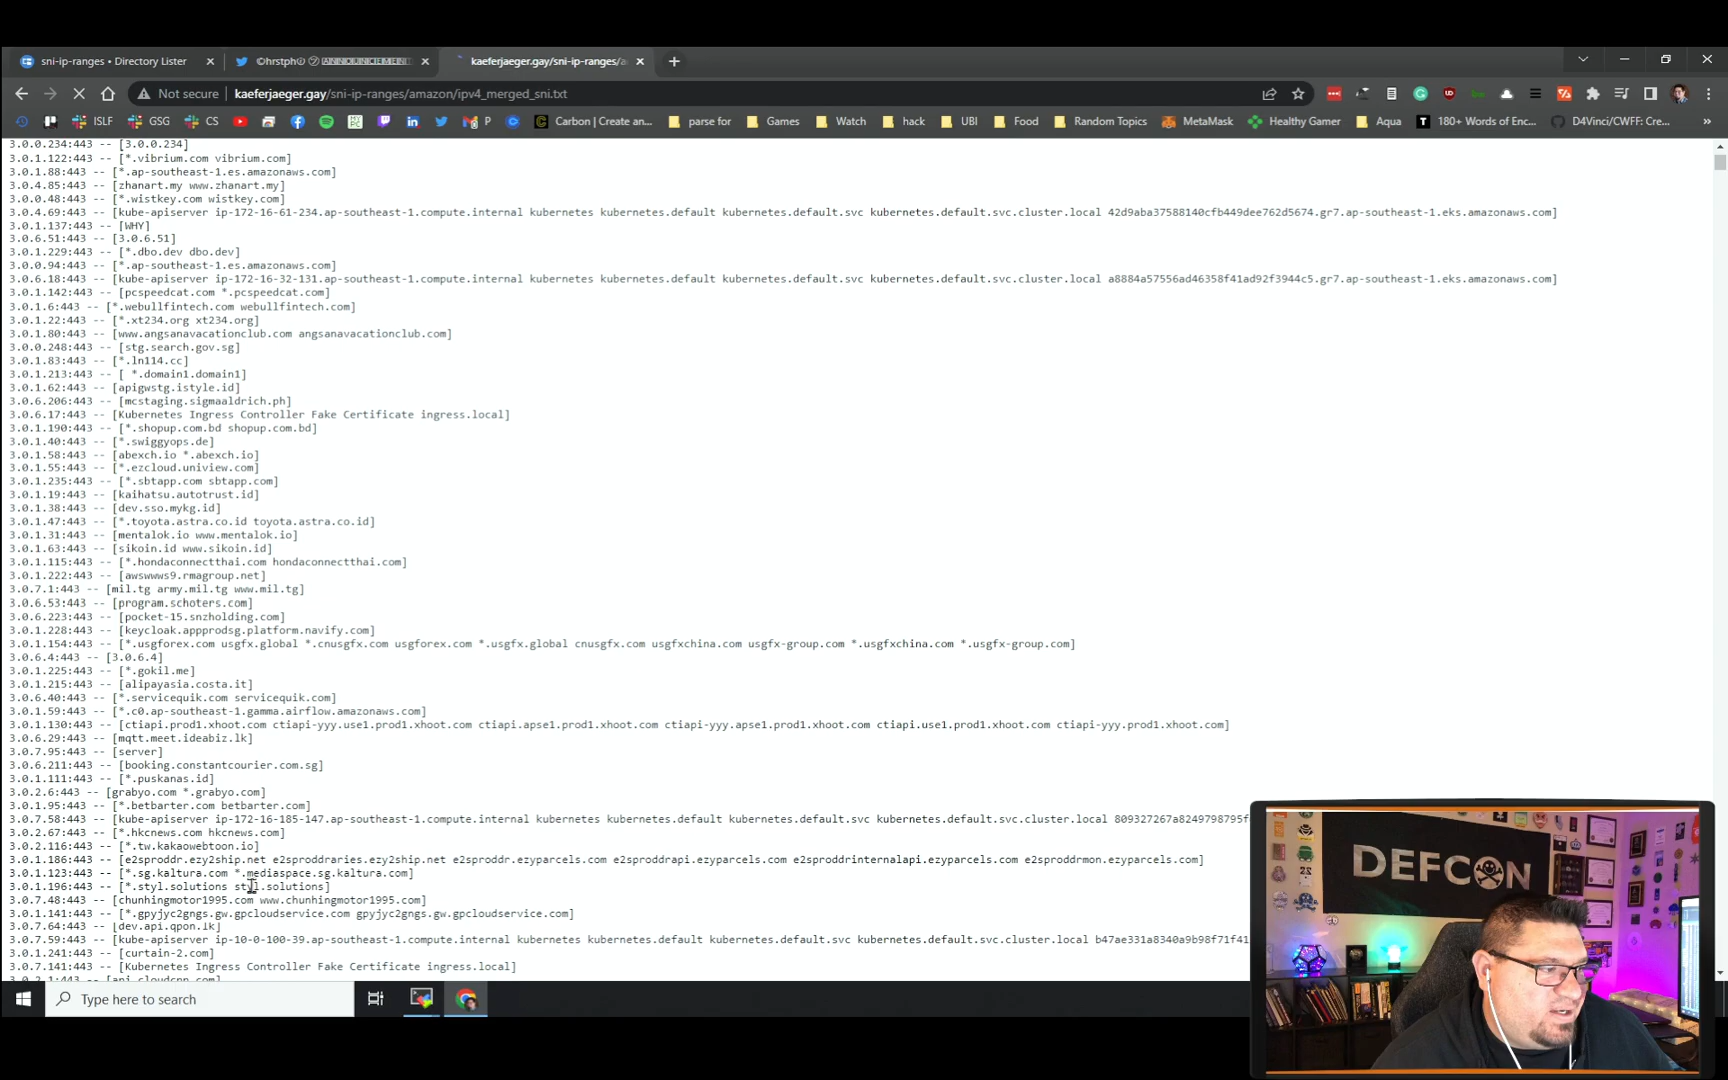 sni-ip-ranges • Directory Lister
kaeferjaeger.gay/sni-ip-ranges/a
Not secure
kaeferjaeger.gay/sni-ip-ranges/amazon/ipv4_merged_sni.txt
ISLF GSG CS P Carbon | Create an... parse for Games Watch hack UBI Food Random Topics MetaMask Healthy Gamer Aqua 180+ Words of Enc... D4Vinci/CWFF: Cre... »
3.0.0.234:443 -- [3.0.0.234]
3.0.1.122:443 -- [*.vibrium.com vibrium.com]
3.0.1.88:443 -- [*.ap-southeast-1.es.amazonaws.com]
3.0.4.85:443 -- [zhanart.my www.zhanart.my]
3.0.0.48:443 -- [*.wistkey.com wistkey.com]
3.0.4.69:443 -- [kube-apiserver ip-172-16-61-234.ap-southeast-1.compute.internal kubernetes kubernetes.default kubernetes.default.svc kubernetes.default.svc.cluster.local 42d9aba37588140cfb449dee762d5674.gr7.ap-southeast-1.eks.amazonaws.com]
3.0.1.137:443 -- [WHY]
3.0.6.51:443 -- [3.0.6.51]
3.0.1.229:443 -- [*.dbo.dev dbo.dev]
3.0.0.94:443 -- [*.ap-southeast-1.es.amazonaws.com]
3.0.6.18:443 -- [kube-apiserver ip-172-16-32-131.ap-southeast-1.compute.internal kubernetes kubernetes.default kubernetes.default.svc kubernetes.default.svc.cluster.local a8884a57556ad46358f41ad92f3944c5.gr7.ap-southeast-1.eks.amazonaws.com]
3.0.1.142:443 -- [pcspeedcat.com *.pcspeedcat.com]
3.0.1.6:443 -- [*.webullfintech.com webullfintech.com]
3.0.1.22:443 -- [*.xt234.org xt234.org]
3.0.1.80:443 -- [www.angsanavacationclub.com angsanavacationclub.com]
3.0.0.248:443 -- [stg.search.gov.sg]
3.0.1.83:443 -- [*.ln114.cc]
3.0.1.213:443 -- [ *.domain1.domain1]
3.0.1.62:443 -- [apigwstg.istyle.id]
3.0.6.206:443 -- [mcstaging.sigmaaldrich.ph]
3.0.6.17:443 -- [Kubernetes Ingress Controller Fake Certificate ingress.local]
3.0.1.190:443 -- [*.shopup.com.bd shopup.com.bd]
3.0.1.40:443 -- [*.swiggyops.de]
3.0.1.58:443 -- [abexch.io *.abexch.io]
3.0.1.55:443 -- [*.ezcloud.uniview.com]
3.0.1.235:443 -- [*.sbtapp.com sbtapp.com]
3.0.1.19:443 -- [kaihatsu.autotrust.id]
3.0.1.38:443 -- [dev.sso.mykg.id]
3.0.1.47:443 -- [*.toyota.astra.co.id toyota.astra.co.id]
3.0.1.31:443 -- [mentalok.io www.mentalok.io]
3.0.1.63:443 -- [sikoin.id www.sikoin.id]
3.0.1.115:443 -- [*.hondaconnectthai.com hondaconnectthai.com]
3.0.1.222:443 -- [awswwws9.rmagroup.net]
3.0.7.1:443 -- [mil.tg army.mil.tg www.mil.tg]
3.0.6.53:443 -- [program.schoters.com]
3.0.6.223:443 -- [pocket-15.snzholding.com]
3.0.1.228:443 -- [keycloak.appprodsg.platform.navify.com]
3.0.1.154:443 -- [*.usgforex.com usgfx.global *.cnusgfx.com usgforex.com *.usgfx.global cnusgfx.com usgfxchina.com usgfx-group.com *.usgfxchina.com *.usgfx-group.com]
3.0.6.4:443 -- [3.0.6.4]
3.0.1.225:443 -- [*.gokil.me]
3.0.1.215:443 -- [alipayasia.costa.it]
3.0.6.40:443 -- [*.servicequik.com servicequik.com]
3.0.1.59:443 -- [*.c0.ap-southeast-1.gamma.airflow.amazonaws.com]
3.0.1.130:443 -- [ctiapi.prod1.xhoot.com ctiapi-yyy.use1.prod1.xhoot.com ctiapi.apse1.prod1.xhoot.com ctiapi-yyy.apse1.prod1.xhoot.com ctiapi.use1.prod1.xhoot.com ctiapi-yyy.prod1.xhoot.com]
3.0.6.29:443 -- [mqtt.meet.ideabiz.lk]
3.0.7.95:443 -- [server]
3.0.6.211:443 -- [booking.constantcourier.com.sg]
3.0.1.111:443 -- [*.puskanas.id]
3.0.2.6:443 -- [grabyo.com *.grabyo.com]
3.0.1.95:443 -- [*.betbarter.com betbarter.com]
3.0.7.58:443 -- [kube-apiserver ip-172-16-185-147.ap-southeast-1.compute.internal kubernetes kubernetes.default kubernetes.default.svc kubernetes.default.svc.cluster.local 809327267a8249798795f
3.0.2.67:443 -- [*.hkcnews.com hkcnews.com]
3.0.2.116:443 -- [*.tw.kakaowebtoon.io]
3.0.1.186:443 -- [e2sproddr.ezy2ship.net e2sproddraries.ezy2ship.net e2sproddr.ezyparcels.com e2sproddrapi.ezyparcels.com e2sproddrinternalapi.ezyparcels.com e2sproddrmon.ezyparcels.com]
3.0.1.123:443 -- [*.sg.kaltura.com *.mediaspace.sg.kaltura.com]
3.0.1.196:443 -- [*.styl.solutions styl.solutions]
3.0.7.48:443 -- [chunhingmotor1995.com www.chunhingmotor1995.com]
3.0.1.141:443 -- [*.gpyjyc2gngs.gw.gpcloudservice.com gpyjyc2gngs.gw.gpcloudservice.com]
3.0.7.64:443 -- [dev.api.qpon.lk]
3.0.7.59:443 -- [kube-apiserver ip-10-0-100-39.ap-southeast-1.compute.internal kubernetes kubernetes.default kubernetes.default.svc kubernetes.default.svc.cluster.local b47ae331a8340a9b98f71f41
3.0.1.241:443 -- [curtain-2.com]
3.0.7.141:443 -- [Kubernetes Ingress Controller Fake Certificate ingress.local]
DEFCON
Type here to search